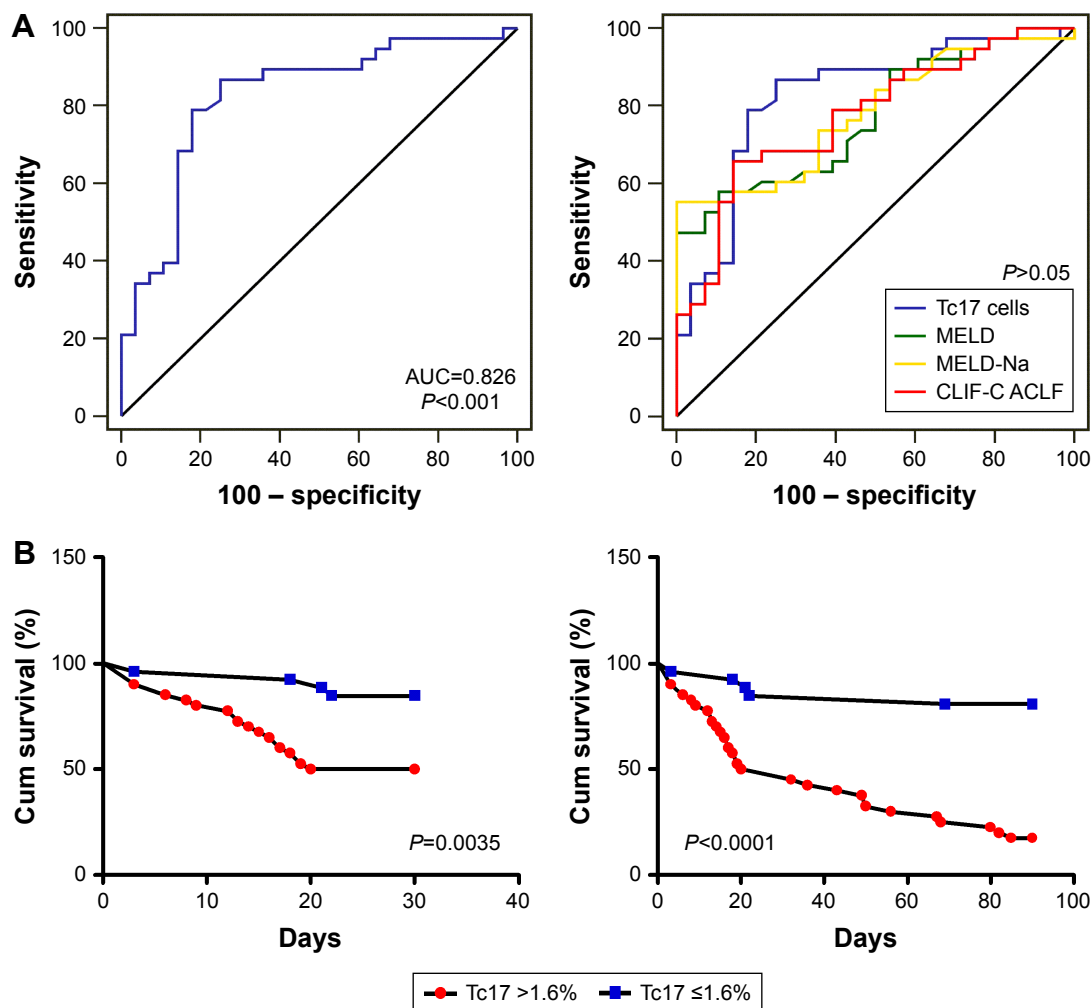 A
Sensitivity
100
80
60
40
20
0
AUC=0.826
P<0.001
0 20 40 60 80 100
100 – specificity
Sensitivity
100
80
60
40
20
0
P>0.05
Tc17 cells
MELD
MELD-Na
CLIF-C ACLF
0 20 40 60 80 100
100 – specificity
B
Cum survival (%)
150
100
50
0
P=0.0035
0 10 20 30 40
Days
Cum survival (%)
150
100
50
0
P<0.0001
0 20 40 60 80 100
Days
Tc17 >1.6% Tc17 ≤1.6%